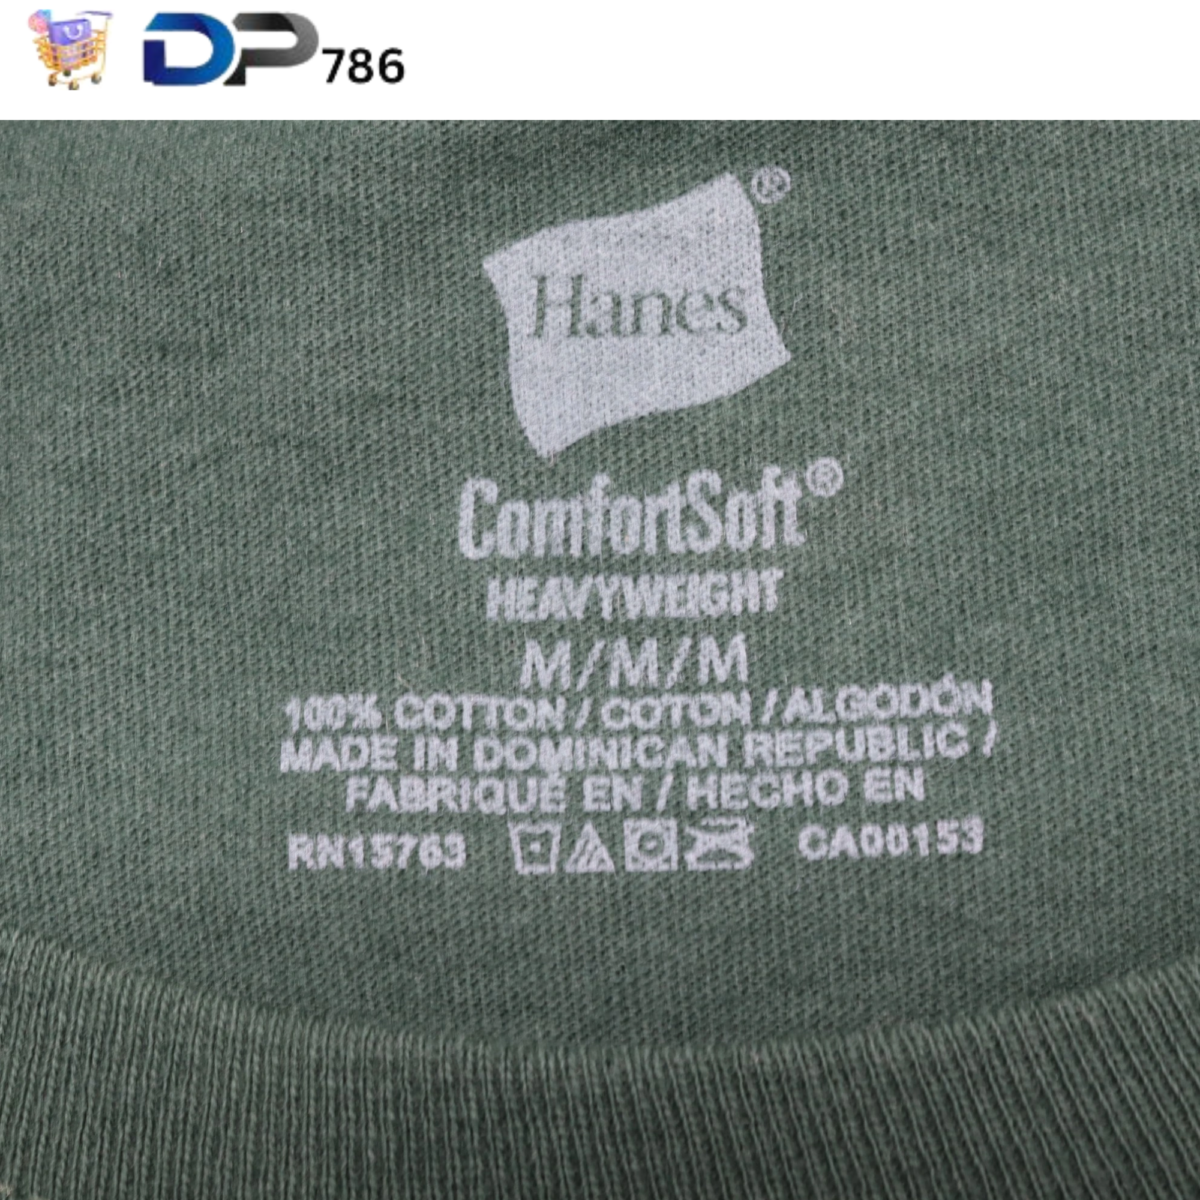 DP786
Hanes®
ComfortSoft®
HEAVYWEIGHT
M/M/M
100% COTTON / COTON / ALGODÓN
MADE IN DOMINICAN REPUBLIC /
FABRIQUÉ EN / HECHO EN
RN15763 CA00153